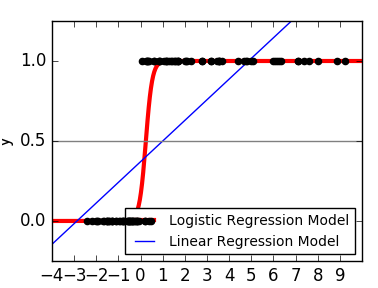 1.0
0.5
0.0
y
Logistic Regression Model
Linear Regression Model
−4 −3 −2 −1 0 1 2 3 4 5 6 7 8 9